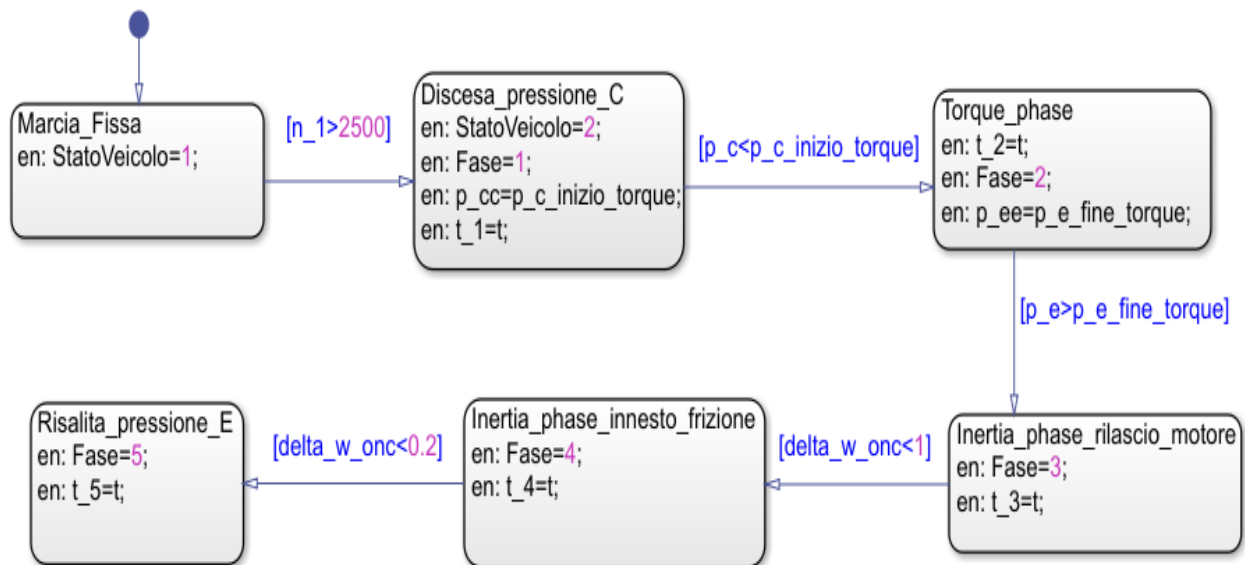 Marcia_Fissa
en: StatoVeicolo=1;
[n_1>2500]
Discesa_pressione_C
en: StatoVeicolo=2;
en: Fase=1;
en: p_cc=p_c_inizio_torque;
en: t_1=t;
[p_c<p_c_inizio_torque]
Torque_phase
en: t_2=t;
en: Fase=2;
en: p_ee=p_e_fine_torque;
[p_e>p_e_fine_torque]
Inertia_phase_rilascio_motore
en: Fase=3;
en: t_3=t;
[delta_w_onc<1]
Inertia_phase_innesto_frizione
en: Fase=4;
en: t_4=t;
[delta_w_onc<0.2]
Risalita_pressione_E
en: Fase=5;
en: t_5=t;